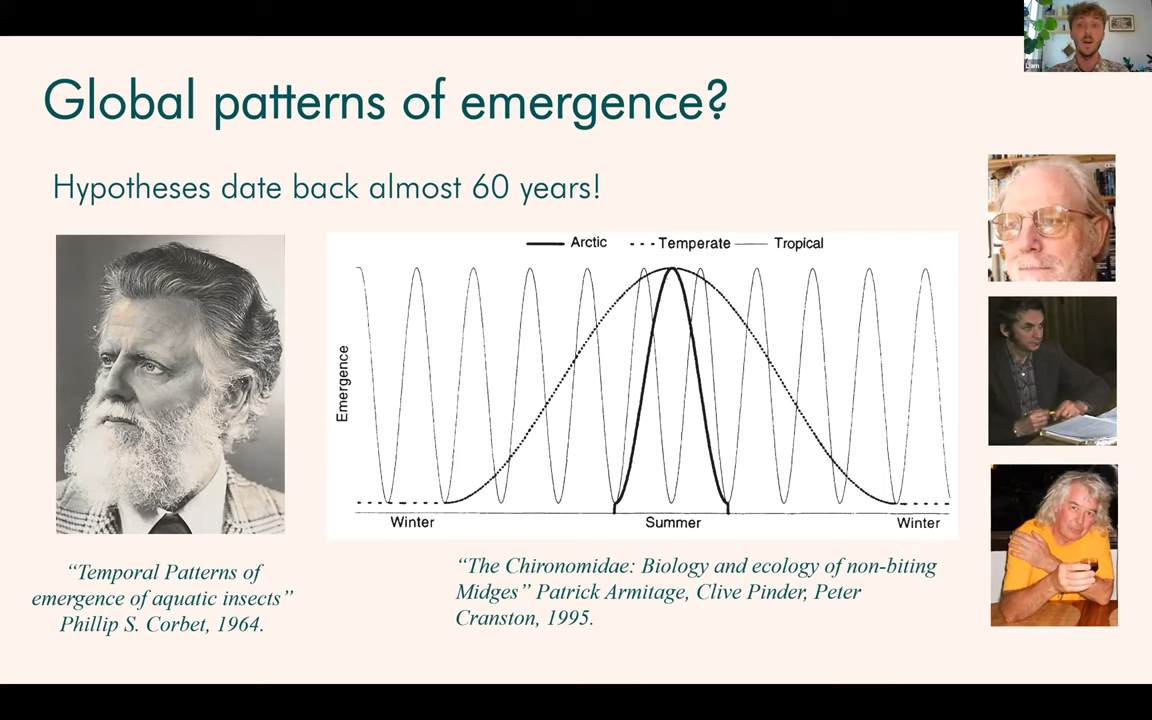 Liam
Global patterns of emergence?
Hypotheses date back almost 60 years!
Arctic Temperate Tropical
Emergence
Winter Summer Winter
“Temporal Patterns of
emergence of aquatic insects”
Phillip S. Corbet, 1964.
“The Chironomidae: Biology and ecology of non-biting
Midges” Patrick Armitage, Clive Pinder, Peter
Cranston, 1995.